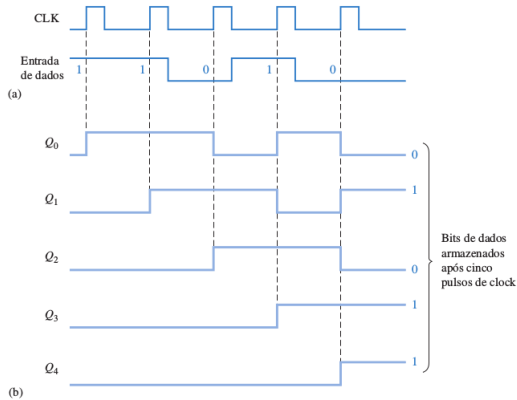 CLK
Entrada
de dados
1 1 0 1 0
(a)
Q0 0
Q1 1
Q2 0
Q3 1
Q4 1
Bits de dados
armazenados
após cinco
pulsos de clock
(b)